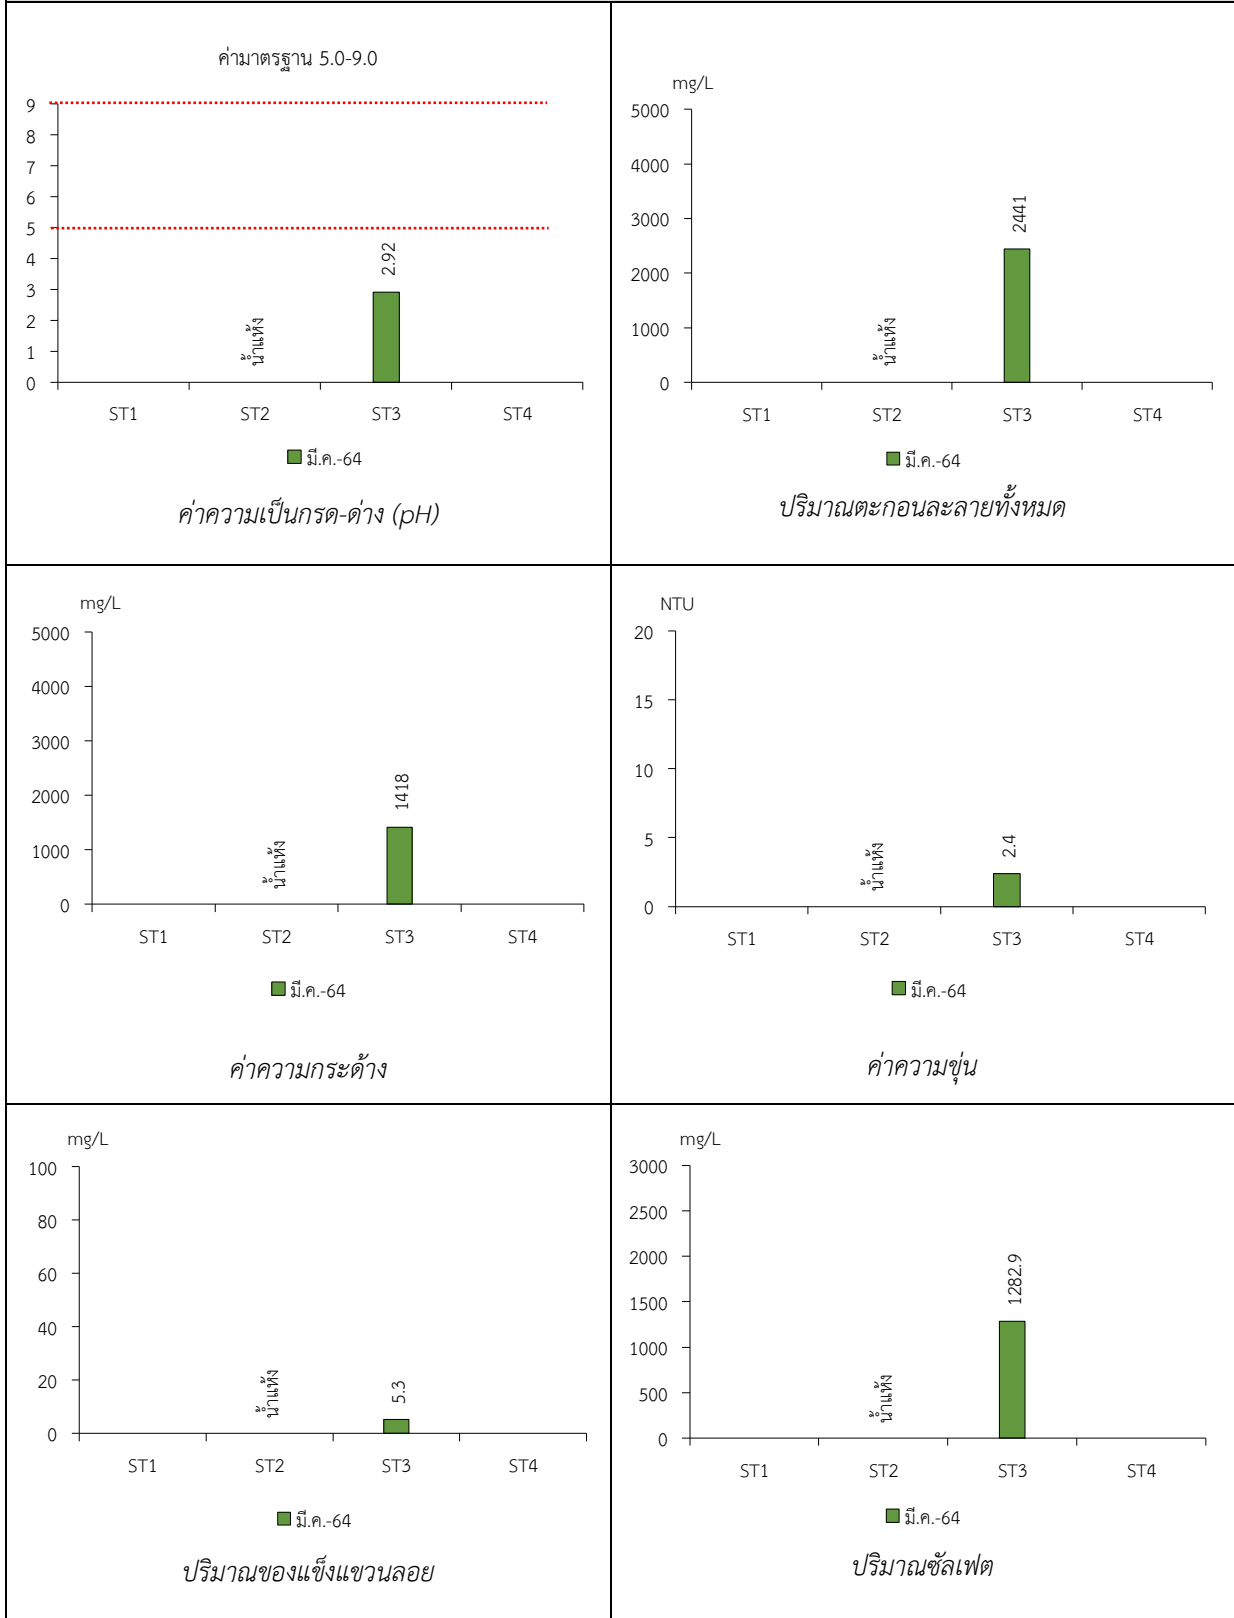 ค่ามาตรฐาน 5.0-9.0
9
8
7
6
5
4
3
2
1
0
2.92
น้ำแห้ง
ST1 ST2 ST3 ST4
มี.ค.-64
ค่าความเป็นกรด-ด่าง (pH)
mg/L
5000
4000
3000
2000
1000
0
2441
น้ำแห้ง
ST1 ST2 ST3 ST4
มี.ค.-64
ปริมาณตะกอนละลายทั้งหมด
mg/L
5000
4000
3000
2000
1000
0
1418
น้ำแห้ง
ST1 ST2 ST3 ST4
มี.ค.-64
ค่าความกระด้าง
NTU
20
15
10
5
0
2.4
น้ำแห้ง
ST1 ST2 ST3 ST4
มี.ค.-64
ค่าความขุ่น
mg/L
100
80
60
40
20
0
5.3
น้ำแห้ง
ST1 ST2 ST3 ST4
มี.ค.-64
ปริมาณของแข็งแขวนลอย
mg/L
3000
2500
2000
1500
1000
500
0
1282.9
น้ำแห้ง
ST1 ST2 ST3 ST4
มี.ค.-64
ปริมาณซัลเฟต